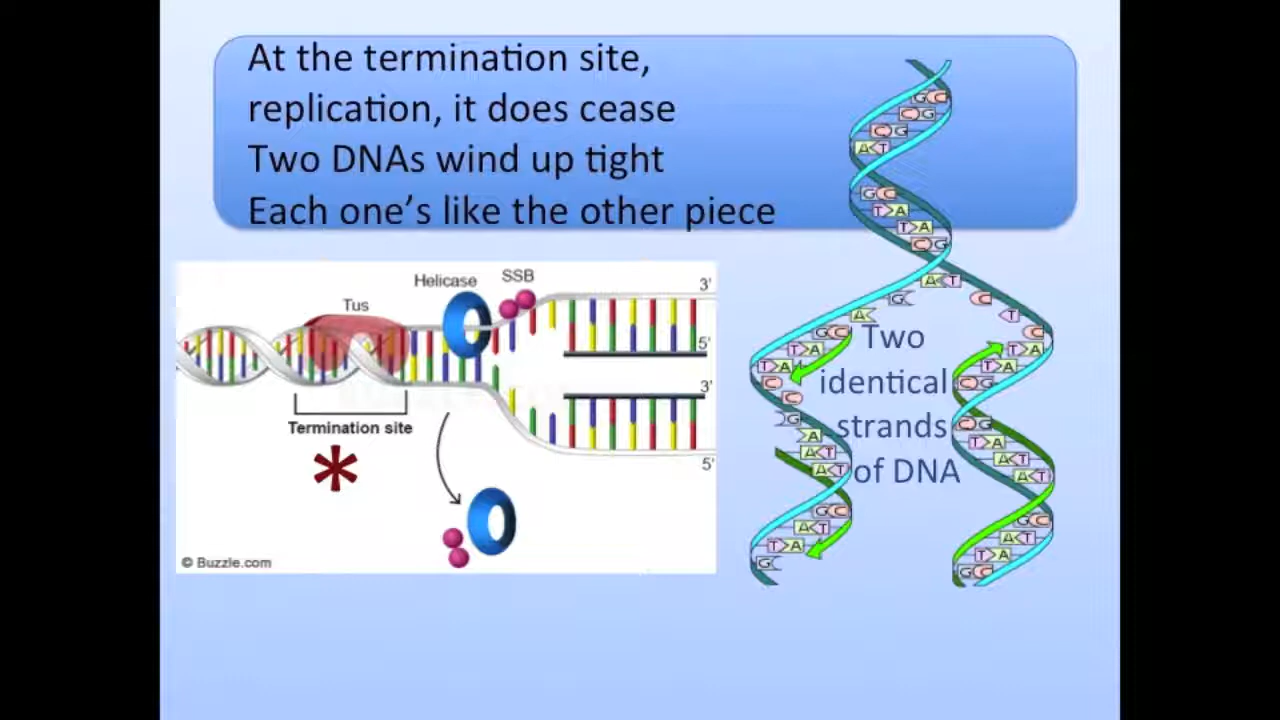 At the termination site,
replication, it does cease
Two DNAs wind up tight
Each one’s like the other piece
Helicase
SSB
Tus
3'
5'
3'
5'
Termination site
*
© Buzzle.com
Two
identical
strands
of DNA
G C
C G
C G
A T
G C
T A
T A
C G
A T
G
C
A
T
G C
T A
T A
C
C
G
A
A T
A T
G C
A T
T A
G
C
T A
T A
C G
C G
T A
A T
A T
G C
A T
T A
G C